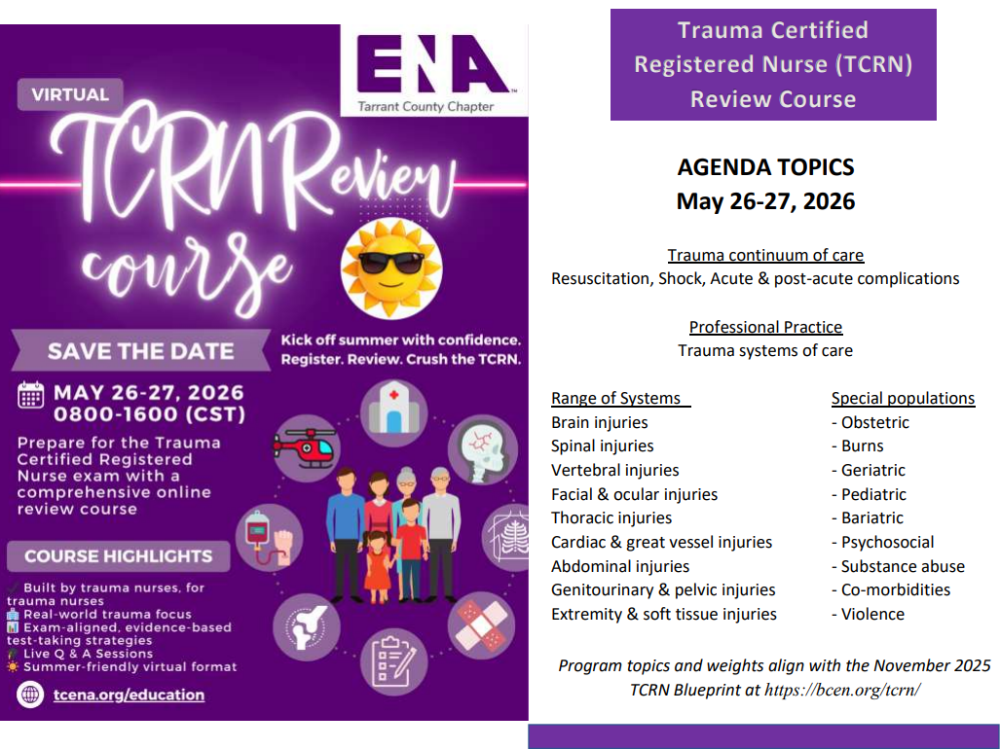 VIRTUAL
ENA™
Tarrant County Chapter
TCRN Review
course
SAVE THE DATE
Kick off summer with confidence.
Register. Review. Crush the TCRN.
MAY 26-27, 2026
0800-1600 (CST)
Prepare for the Trauma
Certified Registered
Nurse exam with a
comprehensive online
review course
COURSE HIGHLIGHTS
Built by trauma nurses, for
trauma nurses
Real-world trauma focus
Exam-aligned, evidence-based
test-taking strategies
Live Q & A Sessions
Summer-friendly virtual format
tcena.org/education
Trauma Certified
Registered Nurse (TCRN)
Review Course
AGENDA TOPICS
May 26-27, 2026
Trauma continuum of care
Resuscitation, Shock, Acute & post-acute complications
Professional Practice
Trauma systems of care
Range of Systems
Brain injuries
Spinal injuries
Vertebral injuries
Facial & ocular injuries
Thoracic injuries
Cardiac & great vessel injuries
Abdominal injuries
Genitourinary & pelvic injuries
Extremity & soft tissue injuries
Special populations
- Obstetric
- Burns
- Geriatric
- Pediatric
- Bariatric
- Psychosocial
- Substance abuse
- Co-morbidities
- Violence
Program topics and weights align with the November 2025
TCRN Blueprint at https://bcen.org/tcrn/